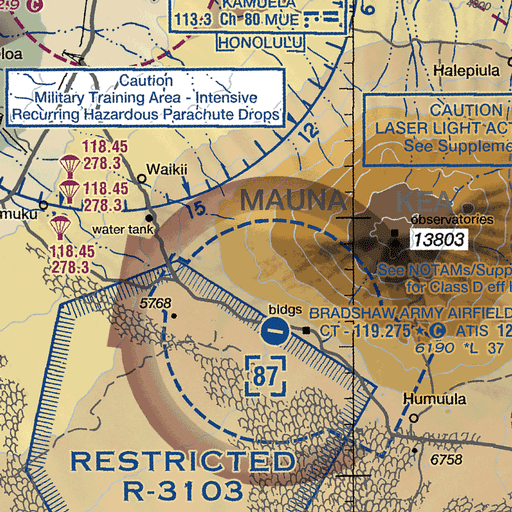 KAMUELA
113.3 Ch 80 MUE
HONOLULU
Halepiula
Caution
Military Training Area - Intensive
Recurring Hazardous Parachute Drops
CAUTION
LASER LIGHT ACT
See Suppleme
12
118.45
278.3
Waikii
118.45
278.3
15
MAUNA KEA
observatories
13803
muku
water tank
118.45
278.3
See NOTAMs/Supp
for Class D eff
5768
bldgs
BRADSHAW ARMY AIRFIELD
CT - 119.275 ★ C ATIS 12
6190 *L 37
[87]
Humuula
6758
RESTRICTED
R-3103